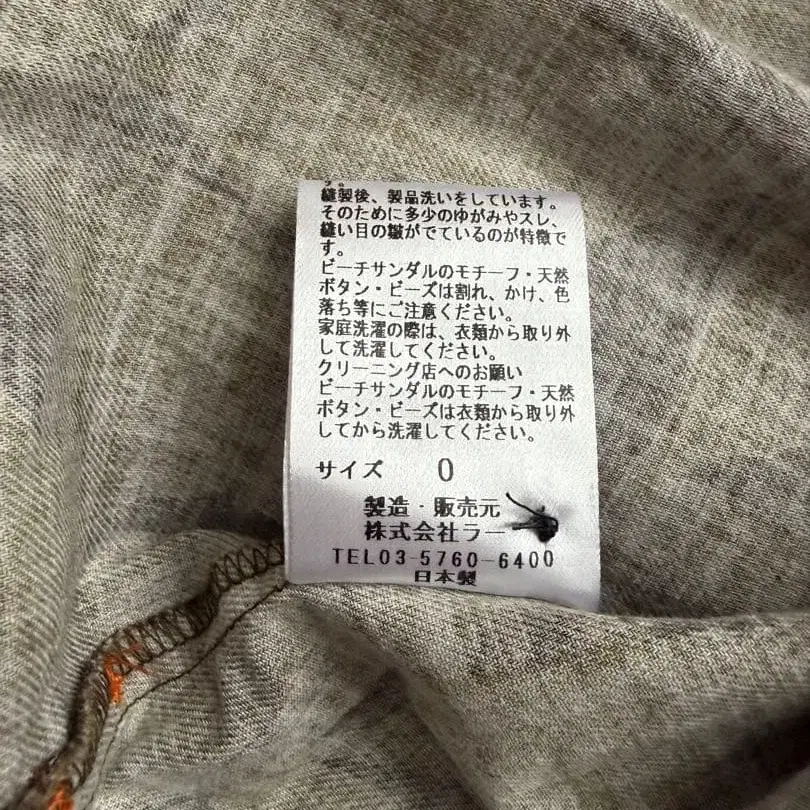 す。
縫製後、製品洗いをしています。
そのために多少のゆがみやスレ、
縫い目の皺がでているのが特徴で
す。
ビーチサンダルのモチーフ・天然
ボタン・ビーズは割れ、かけ、色
落ち等にご注意ください。
家庭洗濯の際は、衣類から取り外
して洗濯してください。
クリーニング店へのお願い
ビーチサンダルのモチーフ・天然
ボタン・ビーズは衣類から取り外
してから洗濯してください。
サイズ 0
製造・販売元
株式会社ラー
TEL03-5760-6400
日本製